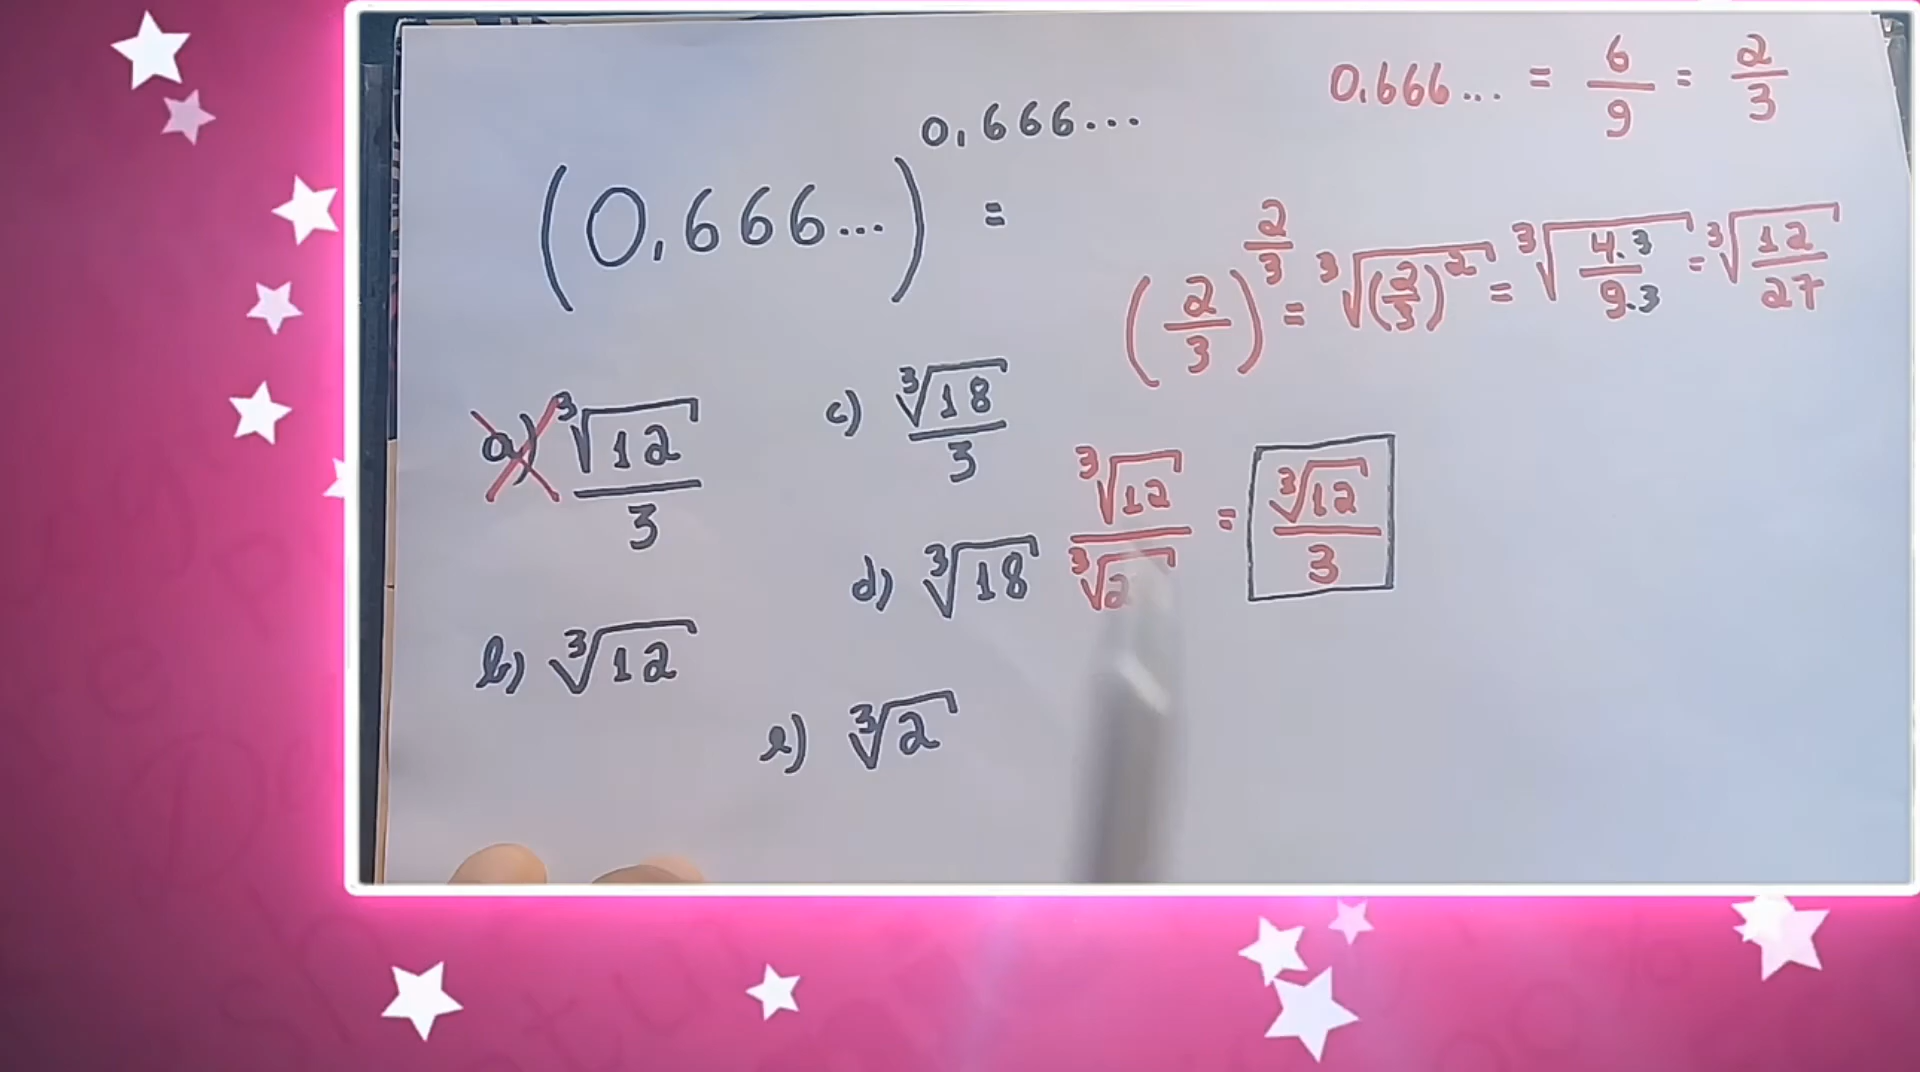 0,666... = 6/9 = 2/3
(0,666...)^0,666... =
(2/3)^(2/3) = ∛(2/3)² = ∛(4.3/9.3) = ∛(12/27)
a) ∛12/3
b) ∛12
c) ∛18/3
d) ∛18
e) ∛2
∛12/∛2 = ∛12/3